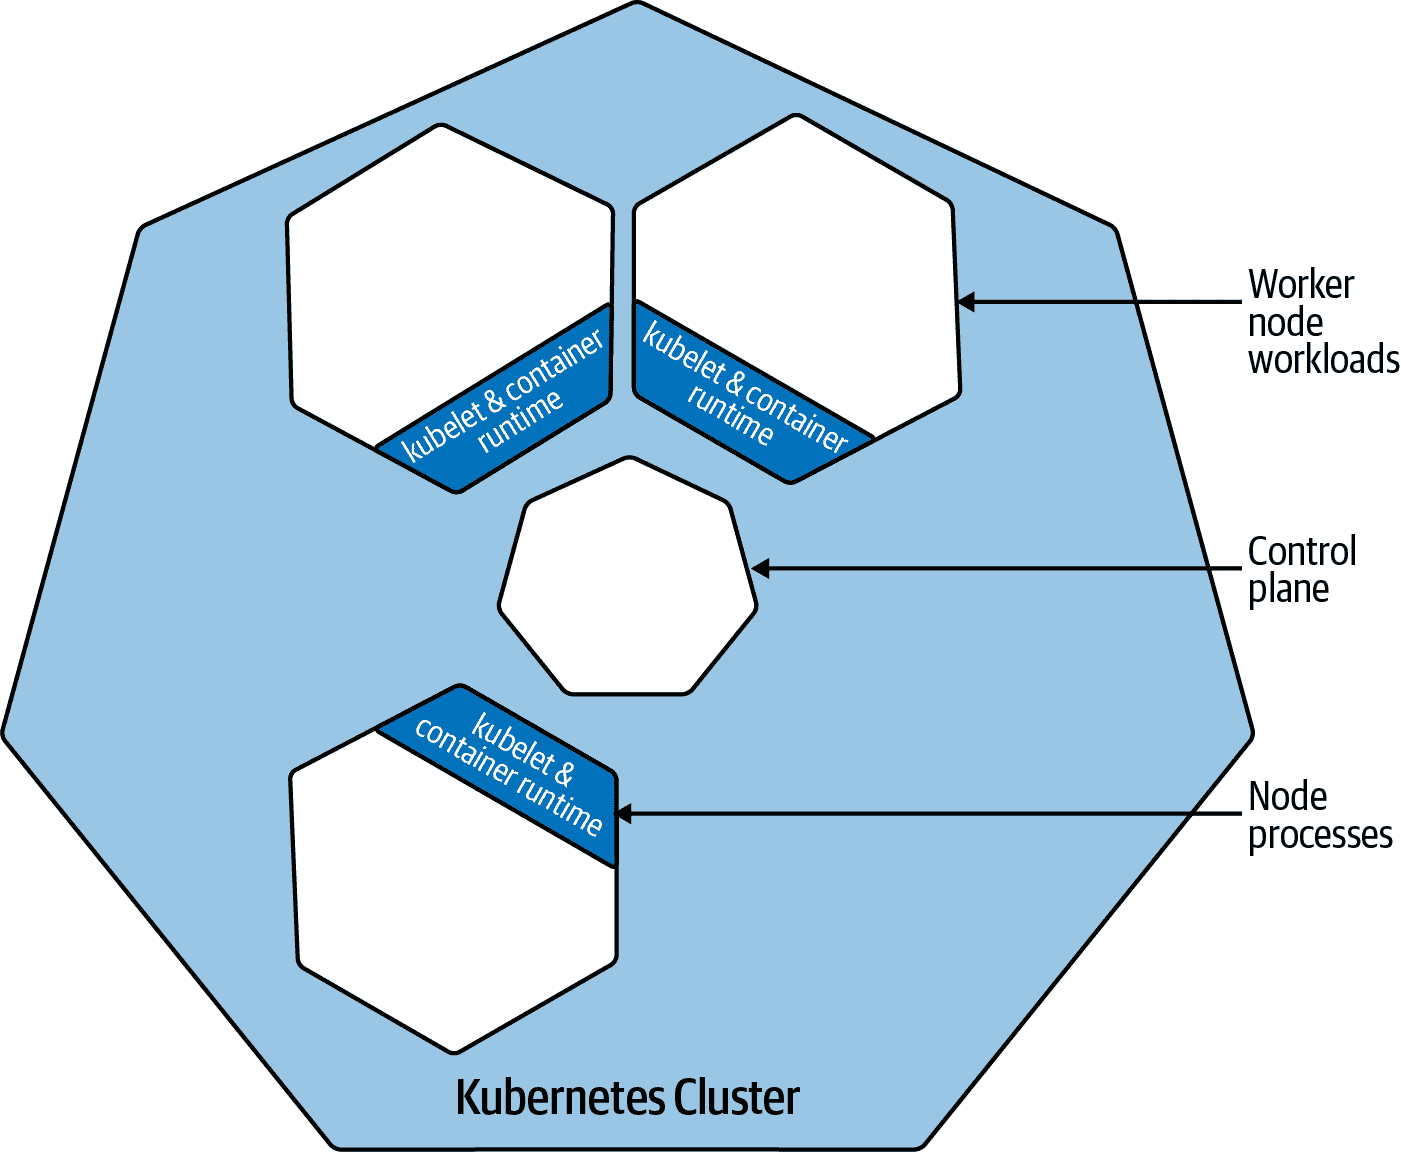 kubelet & container
runtime
kubelet & container
runtime
Worker
node
workloads
Control
plane
kubelet &
container runtime
Node
processes
Kubernetes Cluster